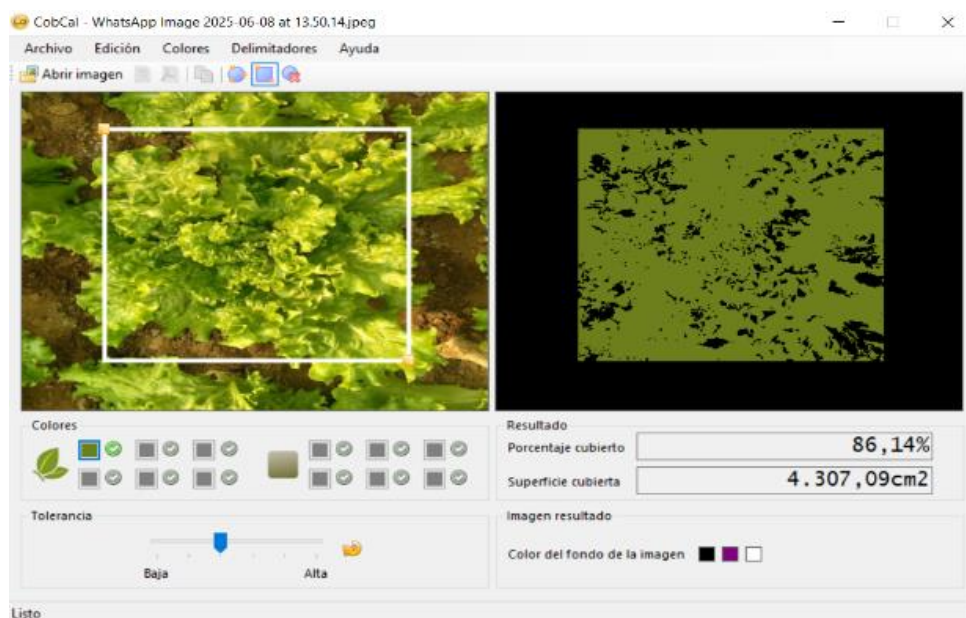 CobCal - WhatsApp Image 2025-06-08 at 13.50.14.jpeg
Archivo Edición Colores Delimitadores Ayuda
Abrir imagen
Colores
Resultado
Porcentaje cubierto 86,14%
Superficie cubierta 4.307,09cm2
Tolerancia
Baja Alta
Imagen resultado
Color del fondo de la imagen
Listo